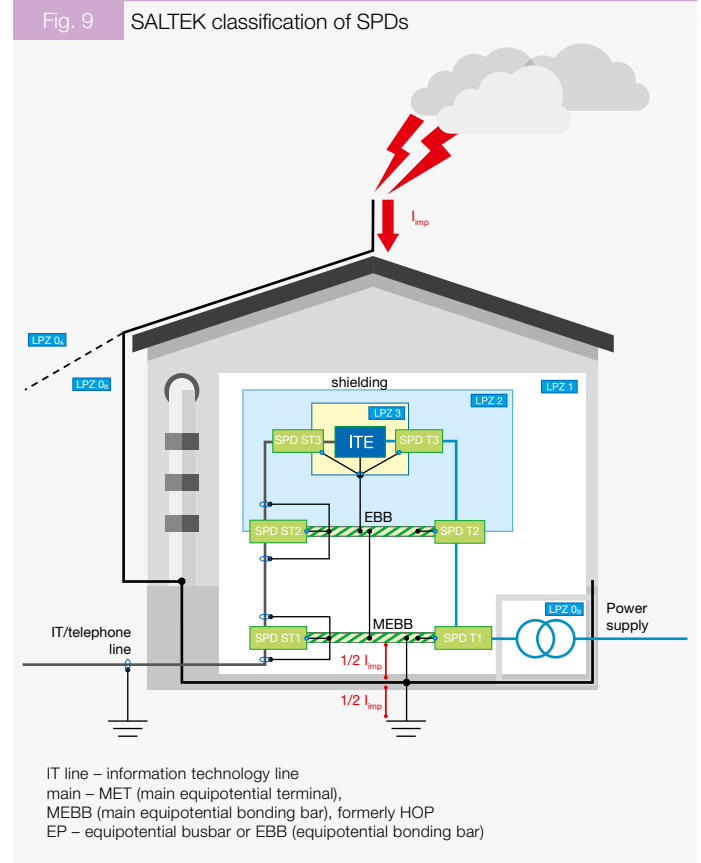 Fig. 9 SALTEK classification of SPDs
I_imp
LPZ 0A
LPZ 0B
shielding
LPZ 1
LPZ 2
LPZ 3
SPD ST3 ITE SPD T3
EBB
SPD ST2 SPD T2
LPZ 0B
Power
supply
IT/telephone
line
MEBB
SPD ST1 SPD T1
1/2 I_imp
1/2 I_imp
IT line – information technology line
main – MET (main equipotential terminal),
MEBB (main equipotential bonding bar), formerly HOP
EP – equipotential busbar or EBB (equipotential bonding bar)